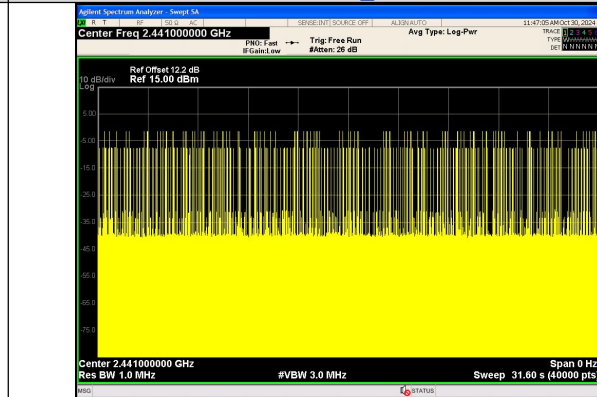 Agilent Spectrum Analyzer - Swept SA
R T RF 50 Ω AC SENSE:INT SOURCE OFF ALIGN AUTO 11:47:05 AM Oct 30, 2024
Center Freq 2.441000000 GHz
PNO: Fast
IFGain:Low
Trig: Free Run
#Atten: 26 dB
Avg Type: Log-Pwr
TRACE 1 2 3 4 5
TYPE
DET N N N N N
Ref Offset 12.2 dB
10 dB/div Ref 15.00 dBm
Log
5.00
-5.00
-15.0
-25.0
-35.0
-45.0
-55.0
-65.0
-75.0
Center 2.441000000 GHz Span 0 Hz
Res BW 1.0 MHz #VBW 3.0 MHz Sweep 31.60 s (40000 pts
MSG STATUS